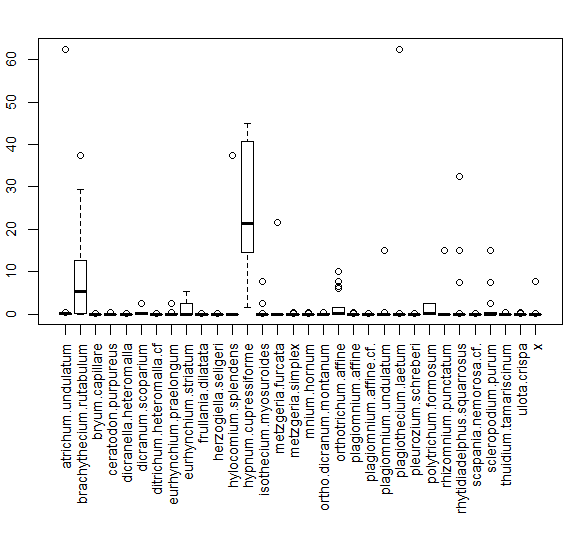 60
50
40
30
20
10
0
atrichum.undulatum
brachythecium.rutabulum
bryum.capillare
ceratodon.purpureus
dicranella.heteromalla
dicranum.scoparium
ditrichum.heteromalla.cf
eurhynchium.praelongum
eurhynchium.striatum
frullania.dilatata
herzogiella.seligeri
hylocomium.splendens
hypnum.cupressiforme
isothecium.myosuroides
metzgeria.furcata
metzgeria.simplex
mnium.hornum
ortho.dicranum.montanum
orthotrichum.affine
plagiomnium.affine
plagiomnium.affine.cf.
plagiomnium.undulatum
plagiothecium.laetum
pleurozium.schreberi
polytrichum.formosum
rhizomnium.punctatum
rhytidiadelphus.squarrosus
scapania.nemorosa.cf.
scleropodium.purum
thuidium.tamariscinum
ulota.crispa
x